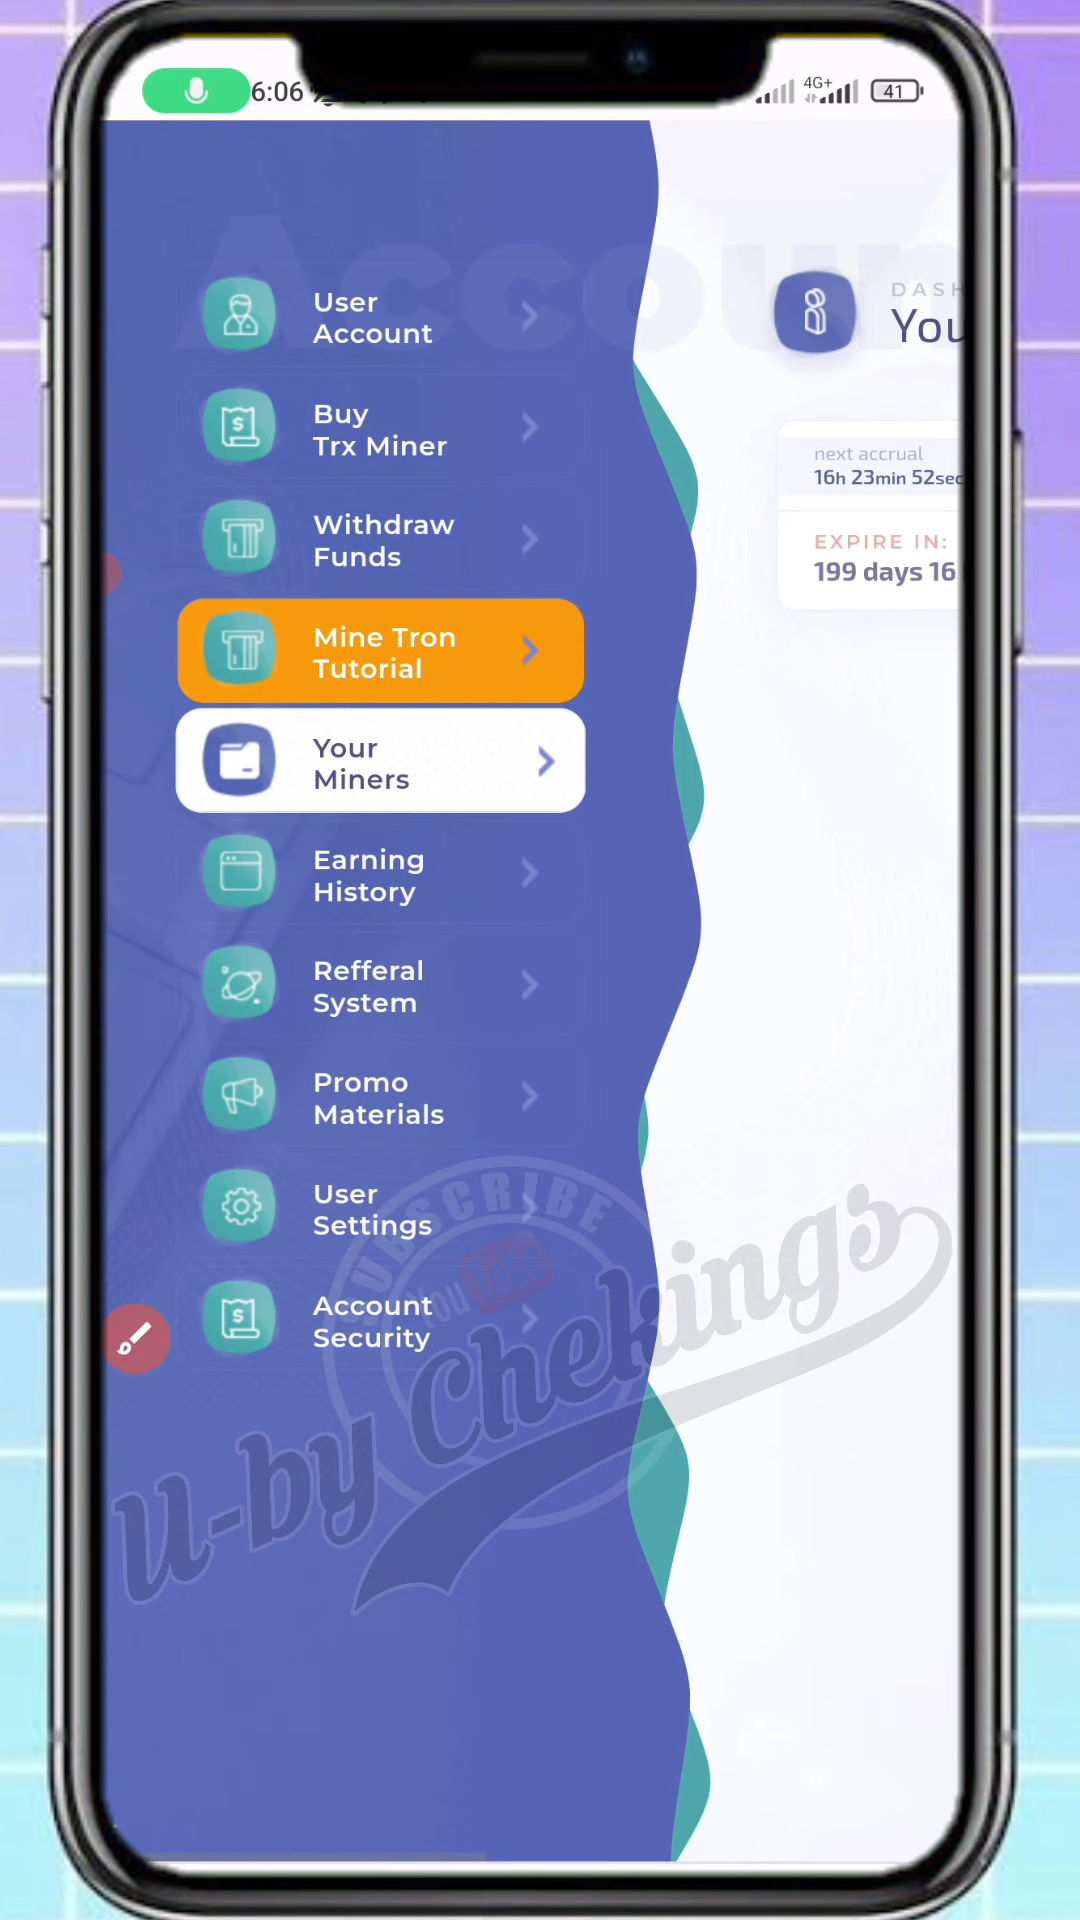 6:06
4G+
41
Accoun
User
Account
DASH
You
Buy
Trx Miner
next accrual
16h 23min 52sec
Withdraw
Funds
EXPIRE IN:
199 days 16
Mine Tron
Tutorial
Your
Miners
Earning
History
Refferal
System
Promo
Materials
User
Settings
Account
Security
SUBSCRIBE
YouTube
U-by Chekings